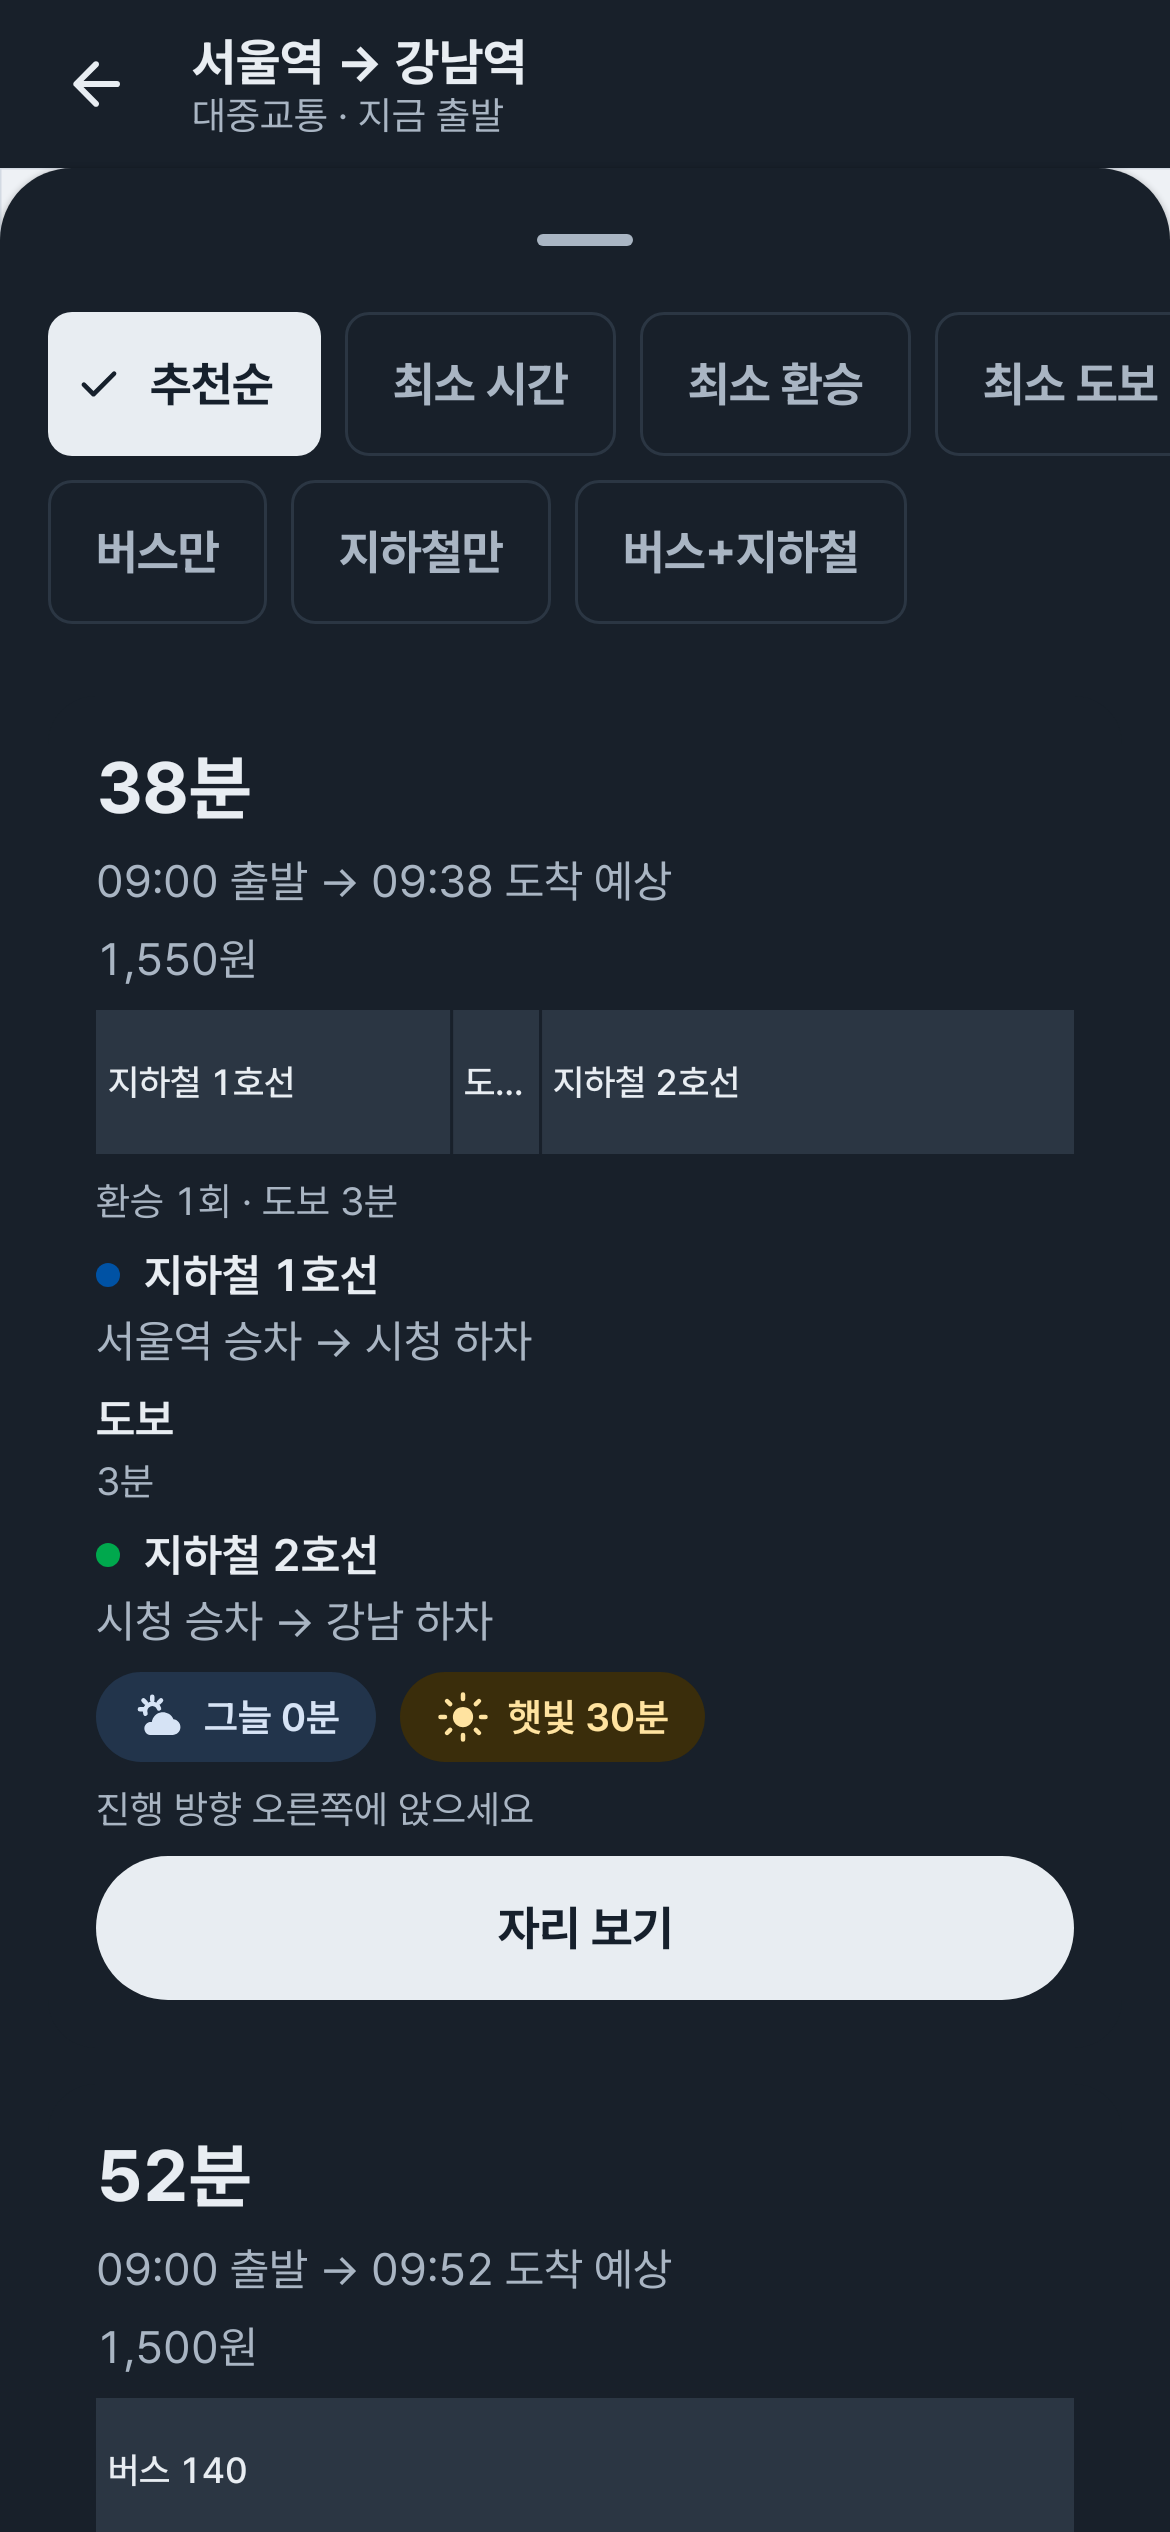 서울역 → 강남역
대중교통 · 지금 출발
추천순 최소 시간 최소 환승 최소 도보
버스만 지하철만 버스+지하철
38분
09:00 출발 → 09:38 도착 예상
1,550원
지하철 1호선 도... 지하철 2호선
환승 1회 · 도보 3분
지하철 1호선
서울역 승차 → 시청 하차
도보
3분
지하철 2호선
시청 승차 → 강남 하차
그늘 0분 햇빛 30분
진행 방향 오른쪽에 앉으세요
자리 보기
52분
09:00 출발 → 09:52 도착 예상
1,500원
버스 140